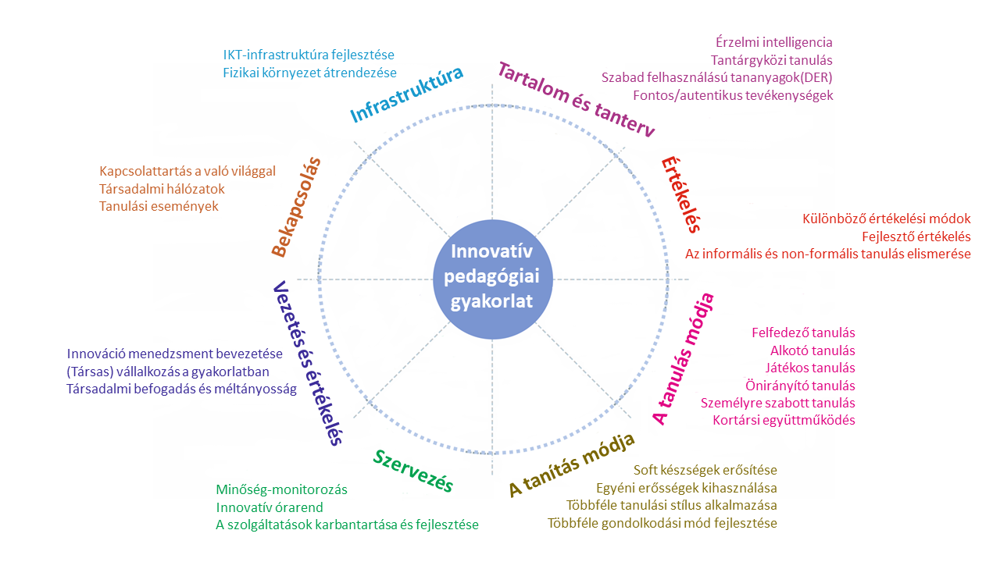 Innovatív
pedagógiai
gyakorlat
Infrastruktúra
IKT-infrastruktúra fejlesztése
Fizikai környezet átrendezése
Tartalom és tanterv
Érzelmi intelligencia
Tantárgyközi tanulás
Szabad felhasználású tananyagok(DER)
Fontos/autentikus tevékenységek
Értékelés
Különböző értékelési módok
Fejlesztő értékelés
Az informális és non-formális tanulás elismerése
A tanulás módja
Felfedező tanulás
Alkotó tanulás
Játékos tanulás
Önirányító tanulás
Személyre szabott tanulás
Kortársi együttműködés
A tanítás módja
Soft készségek erősítése
Egyéni erősségek kihasználása
Többféle tanulási stílus alkalmazása
Többféle gondolkodási mód fejlesztése
Szervezés
Minőség-monitorozás
Innovatív órarend
A szolgáltatások karbantartása és fejlesztése
Vezetés és értékelés
Innováció menedzsment bevezetése
(Társas) vállalkozás a gyakorlatban
Társadalmi befogadás és méltányosság
Bekapcsolás
Kapcsolattartás a való világgal
Társadalmi hálózatok
Tanulási események